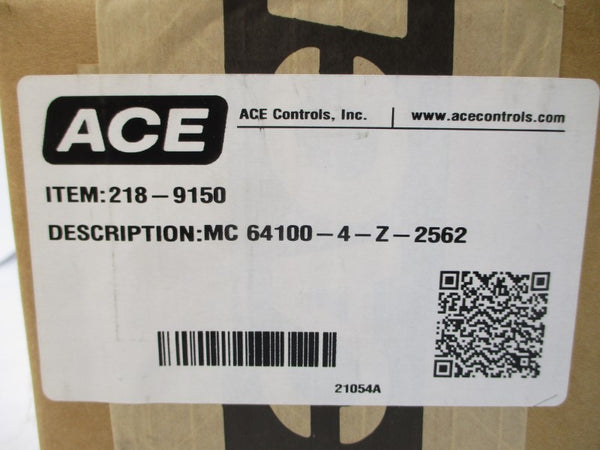 ACE
ACE Controls, Inc. | www.acecontrols.com
ITEM:218-9150
DESCRIPTION:MC 64100-4-Z-2562
21054A